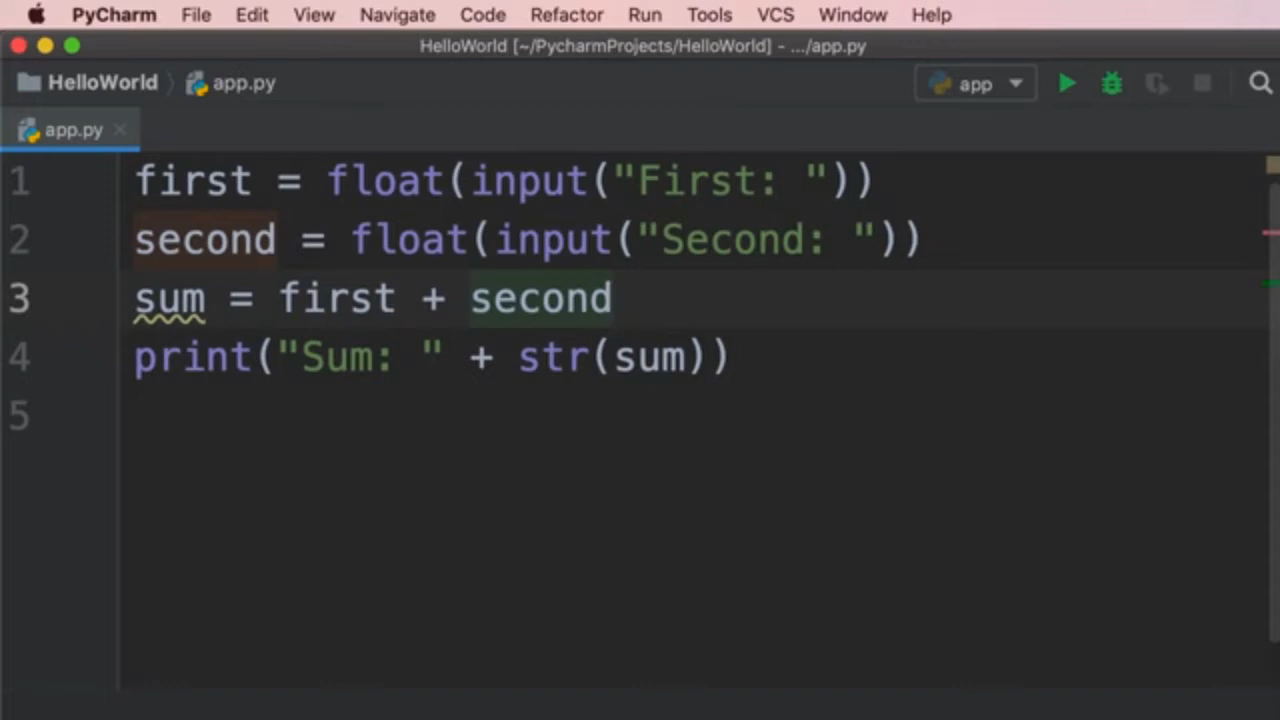 PyCharm File Edit View Navigate Code Refactor Run Tools VCS Window Help
HelloWorld [~/PycharmProjects/HelloWorld] - .../app.py
HelloWorld app.py app
app.py
1 first = float(input("First: "))
2 second = float(input("Second: "))
3 sum = first + second
4 print("Sum: " + str(sum))
5